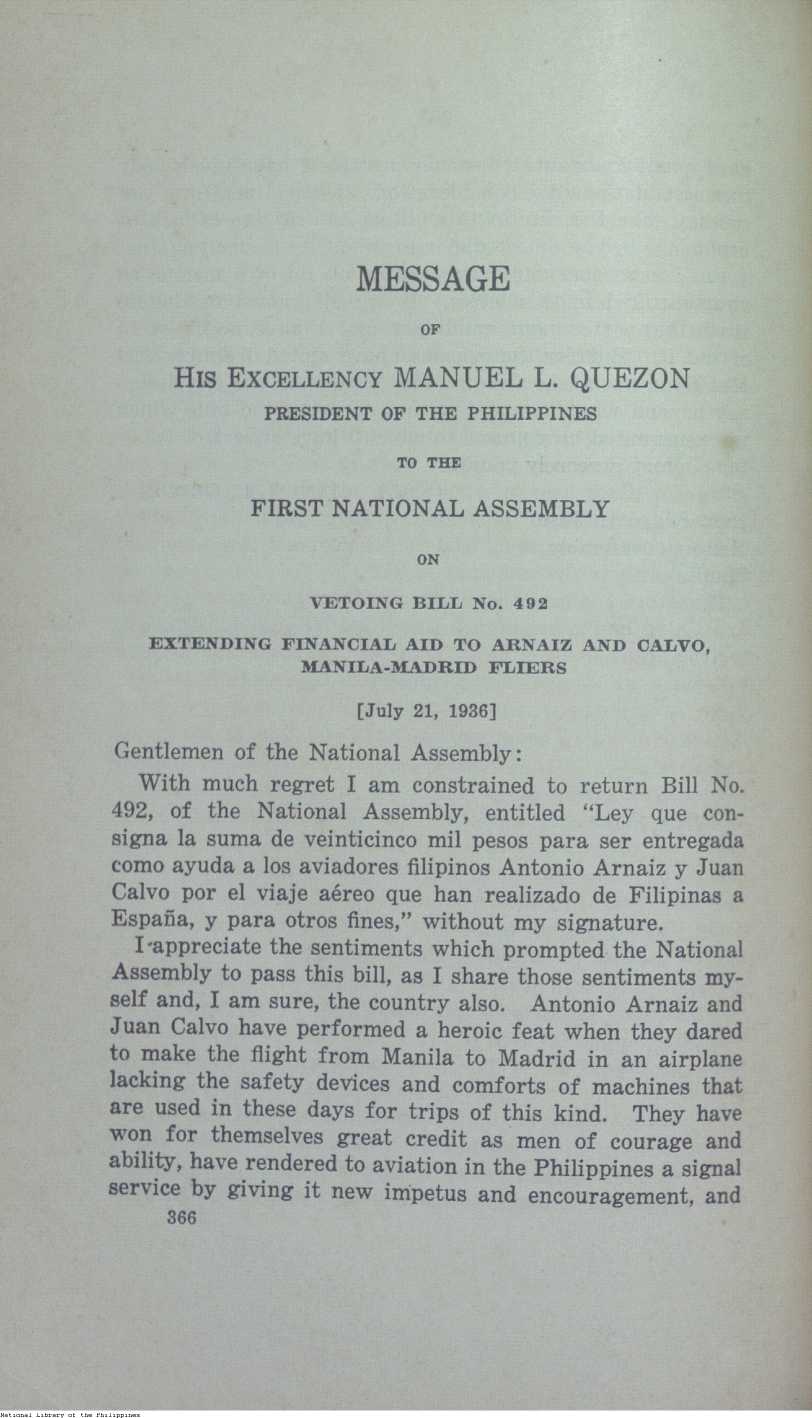 MESSAGE
OF
HIS EXCELLENCY MANUEL L. QUEZON
PRESIDENT OF THE PHILIPPINES
TO THE
FIRST NATIONAL ASSEMBLY
ON
VETOING BILL No. 492
EXTENDING FINANCIAL AID TO ARNAIZ AND CALVO,
MANILA-MADRID FLIERS
[July 21, 1936]
Gentlemen of the National Assembly:
With much regret I am constrained to return Bill No.
492, of the National Assembly, entitled “Ley que con-
signa la suma de veinticinco mil pesos para ser entregada
como ayuda a los aviadores filipinos Antonio Arnaiz y Juan
Calvo por el viaje aéreo que han realizado de Filipinas a
España, y para otros fines,” without my signature.
I appreciate the sentiments which prompted the National
Assembly to pass this bill, as I share those sentiments my-
self and, I am sure, the country also. Antonio Arnaiz and
Juan Calvo have performed a heroic feat when they dared
to make the flight from Manila to Madrid in an airplane
lacking the safety devices and comforts of machines that
are used in these days for trips of this kind. They have
won for themselves great credit as men of courage and
ability, have rendered to aviation in the Philippines a signal
service by giving it new impetus and encouragement, and
366
National Library of the Philippines